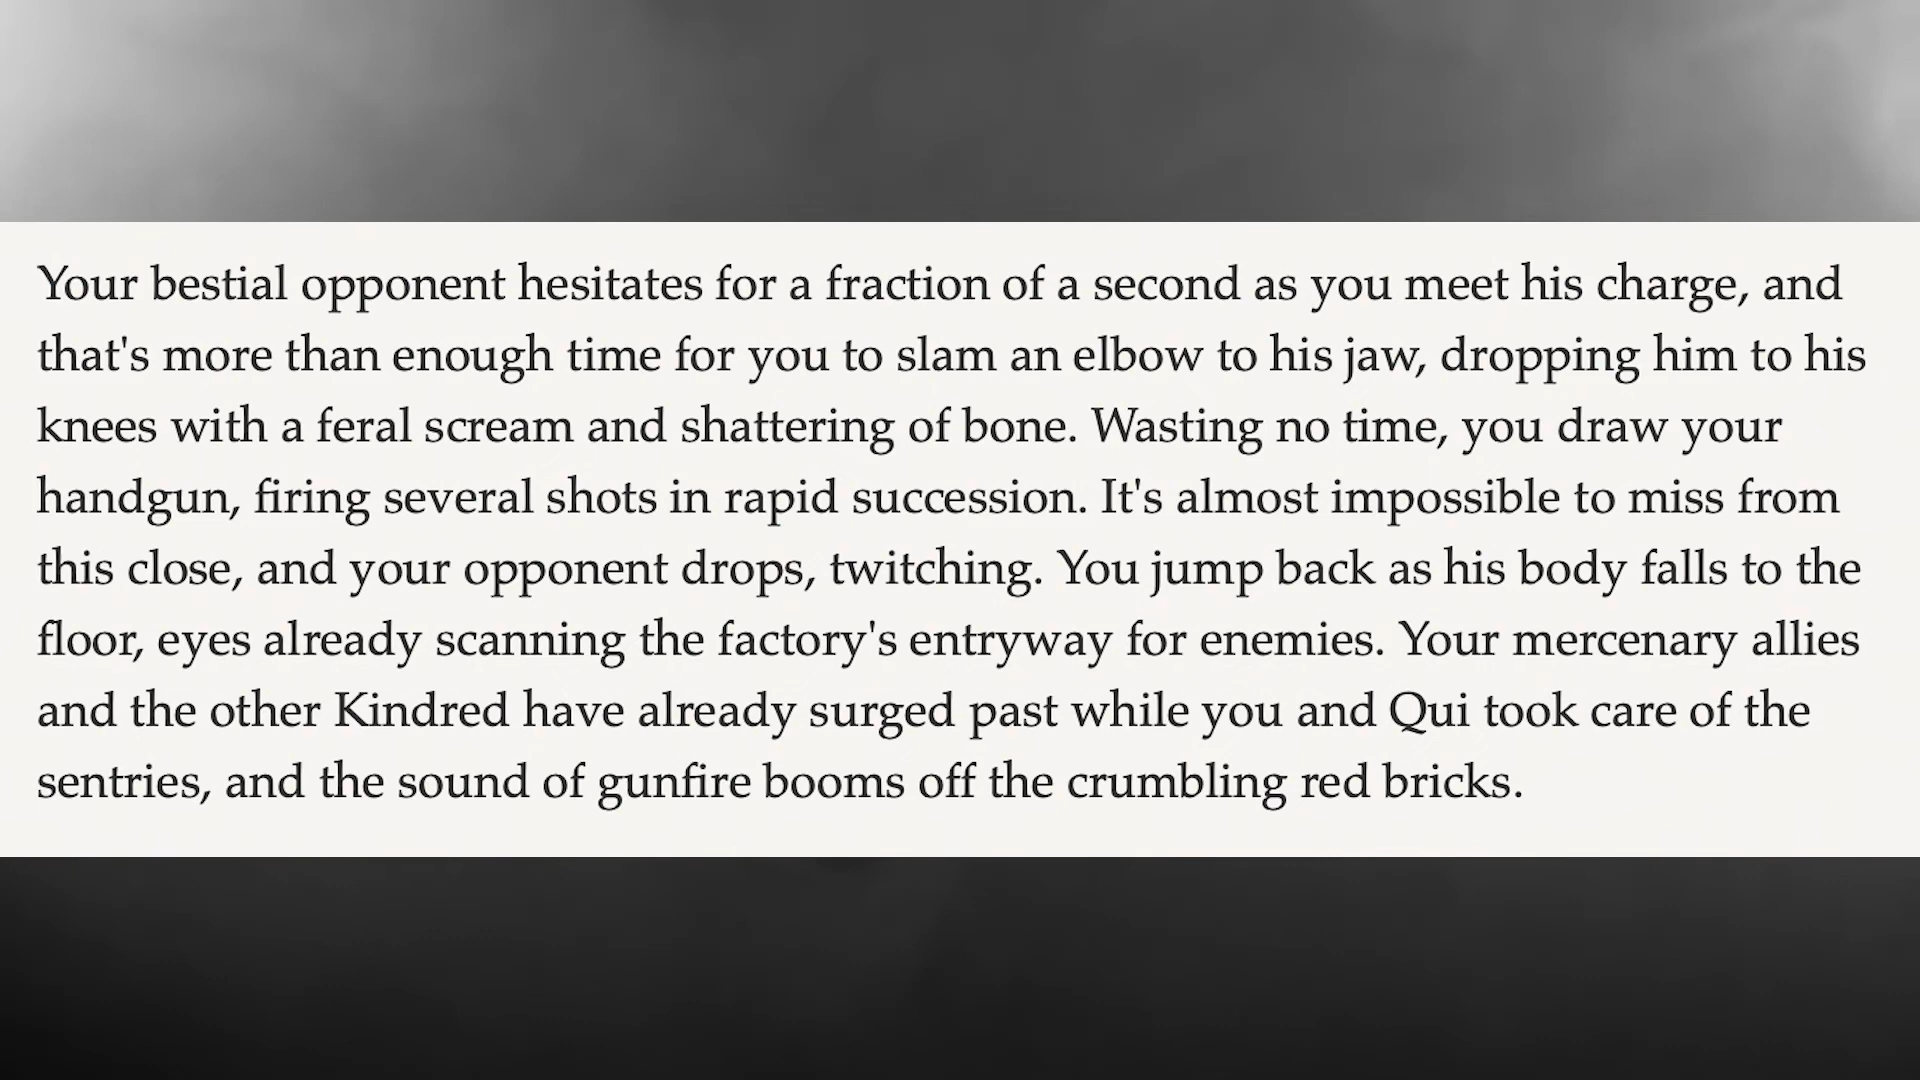 Your bestial opponent hesitates for a fraction of a second as you meet his charge, and
that's more than enough time for you to slam an elbow to his jaw, dropping him to his
knees with a feral scream and shattering of bone. Wasting no time, you draw your
handgun, firing several shots in rapid succession. It's almost impossible to miss from
this close, and your opponent drops, twitching. You jump back as his body falls to the
floor, eyes already scanning the factory's entryway for enemies. Your mercenary allies
and the other Kindred have already surged past while you and Qui took care of the
sentries, and the sound of gunfire booms off the crumbling red bricks.